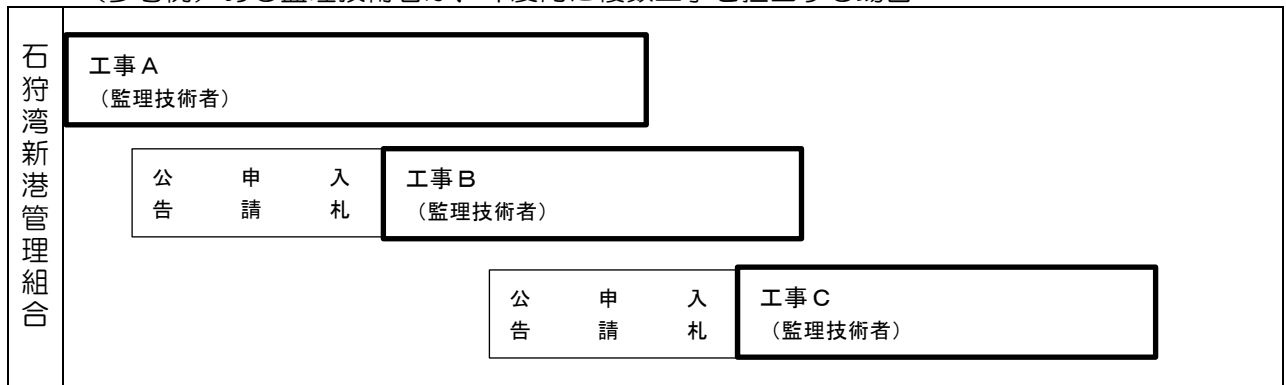 石狩湾新港管理組合
工事A
（監理技術者）
公告 申請 入札
工事B
（監理技術者）
公告 申請 入札
工事C
（監理技術者）